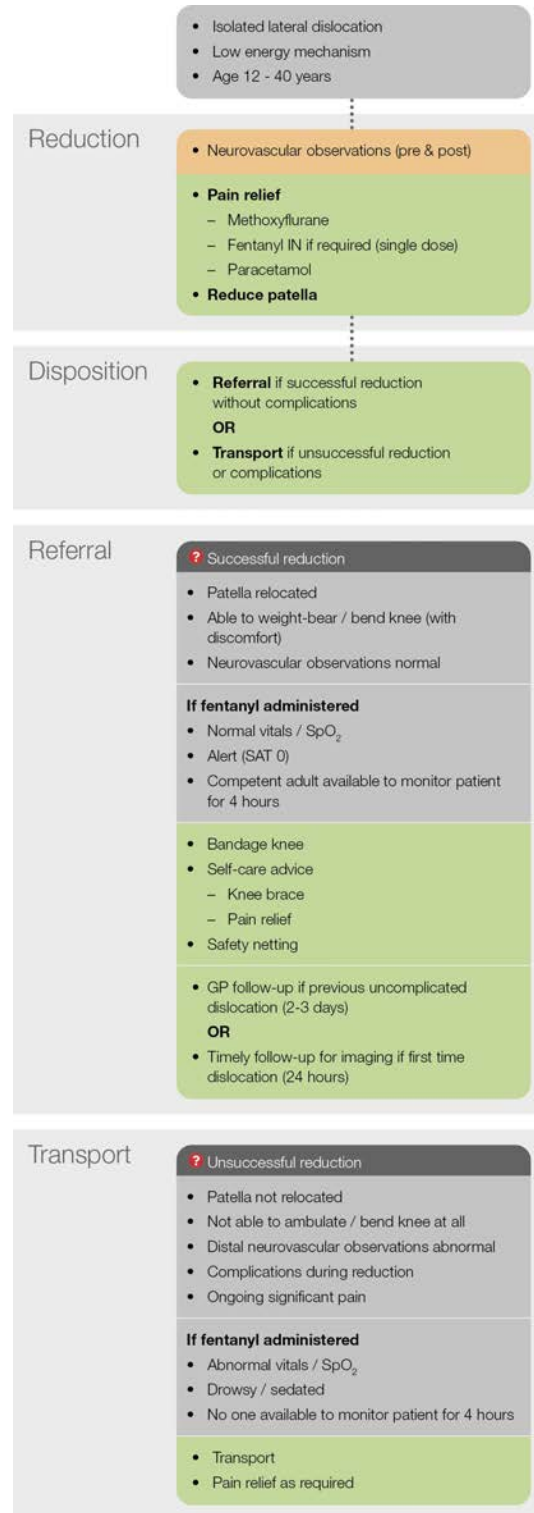 • Isolated lateral dislocation
• Low energy mechanism
• Age 12 - 40 years
Reduction
• Neurovascular observations (pre & post)
• Pain relief
– Methoxyflurane
– Fentanyl IN if required (single dose)
– Paracetamol
• Reduce patella
Disposition
• Referral if successful reduction
without complications
OR
• Transport if unsuccessful reduction
or complications
Referral
? Successful reduction
• Patella relocated
• Able to weight-bear / bend knee (with
discomfort)
• Neurovascular observations normal
If fentanyl administered
• Normal vitals / SpO₂
• Alert (SAT 0)
• Competent adult available to monitor patient
for 4 hours
• Bandage knee
• Self-care advice
– Knee brace
– Pain relief
• Safety netting
• GP follow-up if previous uncomplicated
dislocation (2-3 days)
OR
• Timely follow-up for imaging if first time
dislocation (24 hours)
Transport
? Unsuccessful reduction
• Patella not relocated
• Not able to ambulate / bend knee at all
• Distal neurovascular observations abnormal
• Complications during reduction
• Ongoing significant pain
If fentanyl administered
• Abnormal vitals / SpO₂
• Drowsy / sedated
• No one available to monitor patient for 4 hours
• Transport
• Pain relief as required